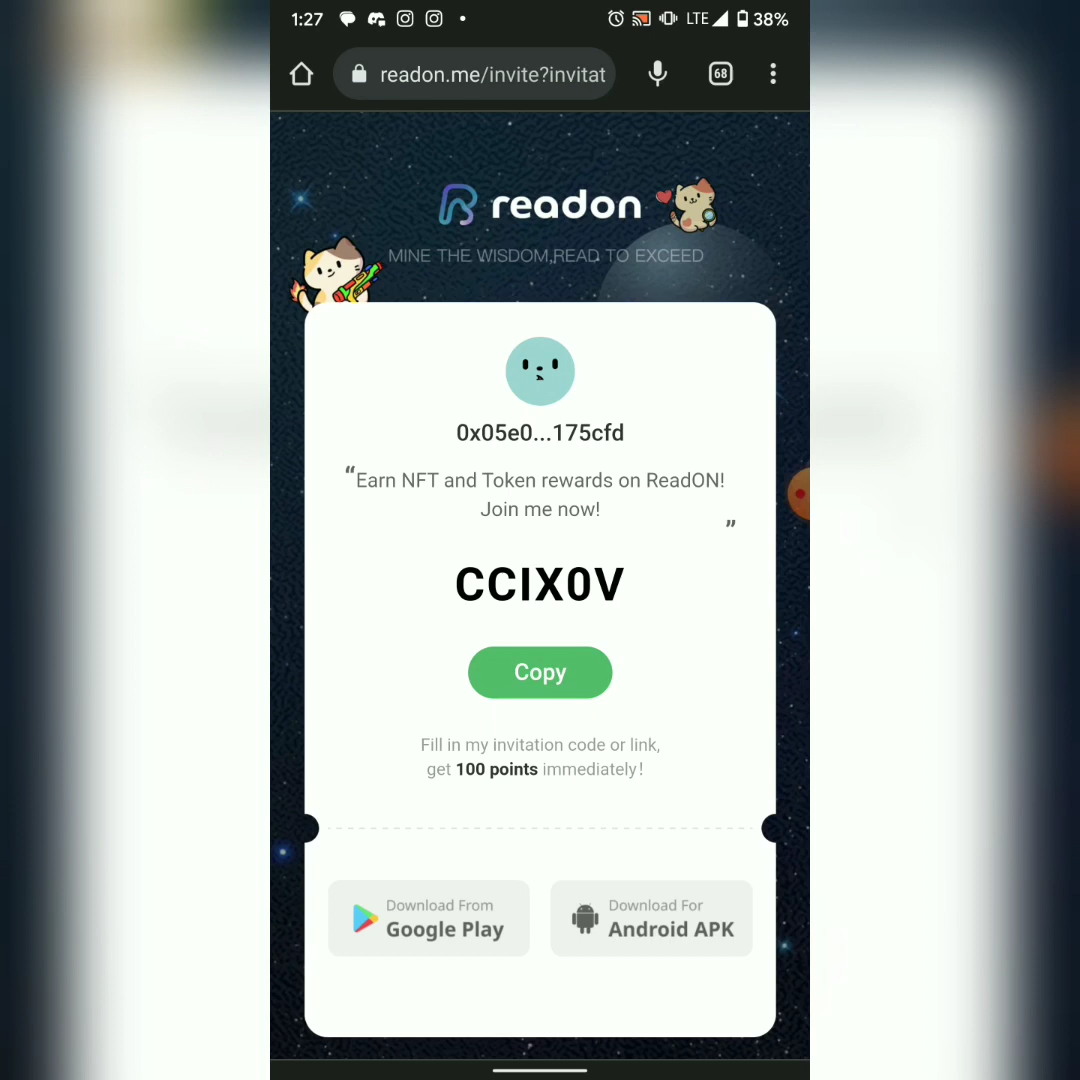 1:27 LTE 38%
readon.me/invite?invitat 68
readon
MINE THE WISDOM,READ TO EXCEED
0x05e0...175cfd
“Earn NFT and Token rewards on ReadON!
Join me now!
”
CCIX0V
Copy
Fill in my invitation code or link,
get 100 points immediately!
Download From
Google Play
Download For
Android APK